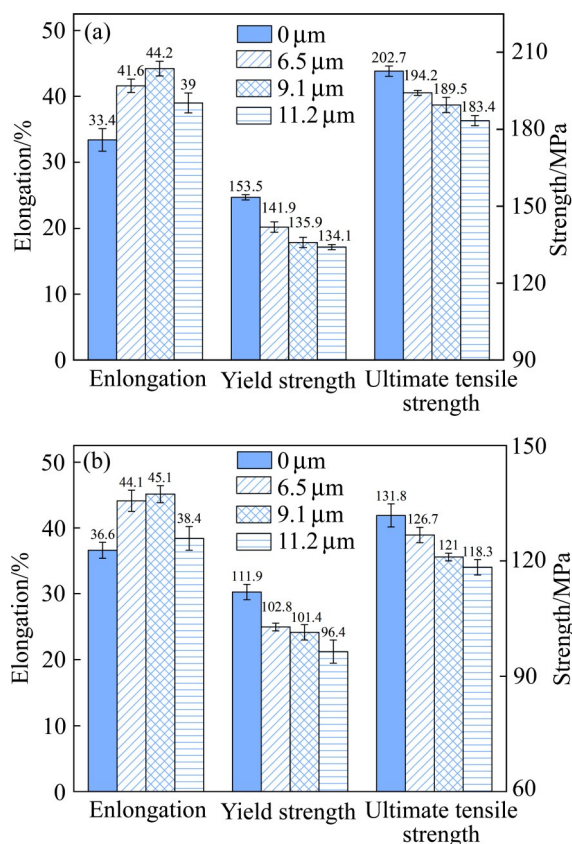 (a)
0 μm
6.5 μm
9.1 μm
11.2 μm
Elongation/%
50
40
30
20
10
0
33.4
41.6
44.2
39
153.5
141.9
135.9
134.1
202.7
194.2
189.5
183.4
210
180
150
120
90
Strength/MPa
Enlongation
Yield strength
Ultimate tensile
strength
(b)
0 μm
6.5 μm
9.1 μm
11.2 μm
Elongation/%
50
40
30
20
10
0
36.6
44.1
45.1
38.4
111.9
102.8
101.4
96.4
131.8
126.7
121
118.3
150
120
90
60
Strength/MPa
Enlongation
Yield strength
Ultimate tensile
strength